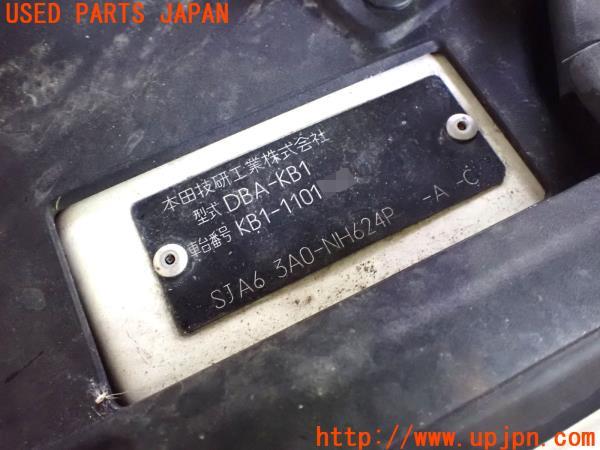 USED PARTS JAPAN
本田技研工業株式会社
型式 DBA-KB1
車台番号 KB1-1101
SJA6 3A0-NH624P -A -C
http://www.upjpn.com